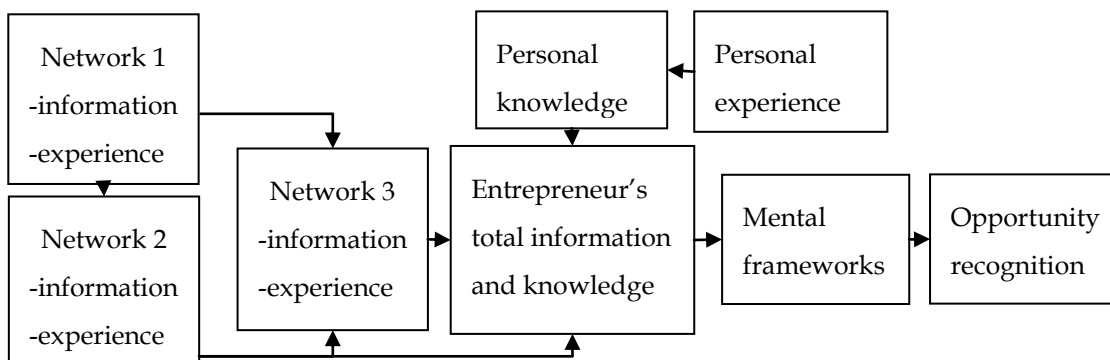 Network 1
-information
-experience
Network 2
-information
-experience
Network 3
-information
-experience
Personal
knowledge
Personal
experience
Entrepreneur’s
total information
and knowledge
Mental
frameworks
Opportunity
recognition